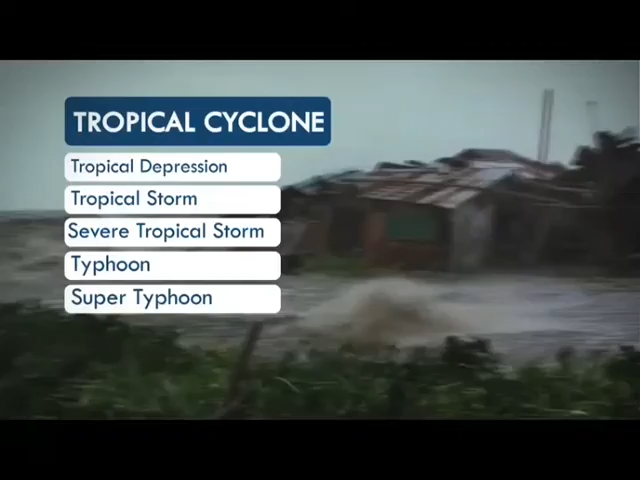 TROPICAL CYCLONE
Tropical Depression
Tropical Storm
Severe Tropical Storm
Typhoon
Super Typhoon